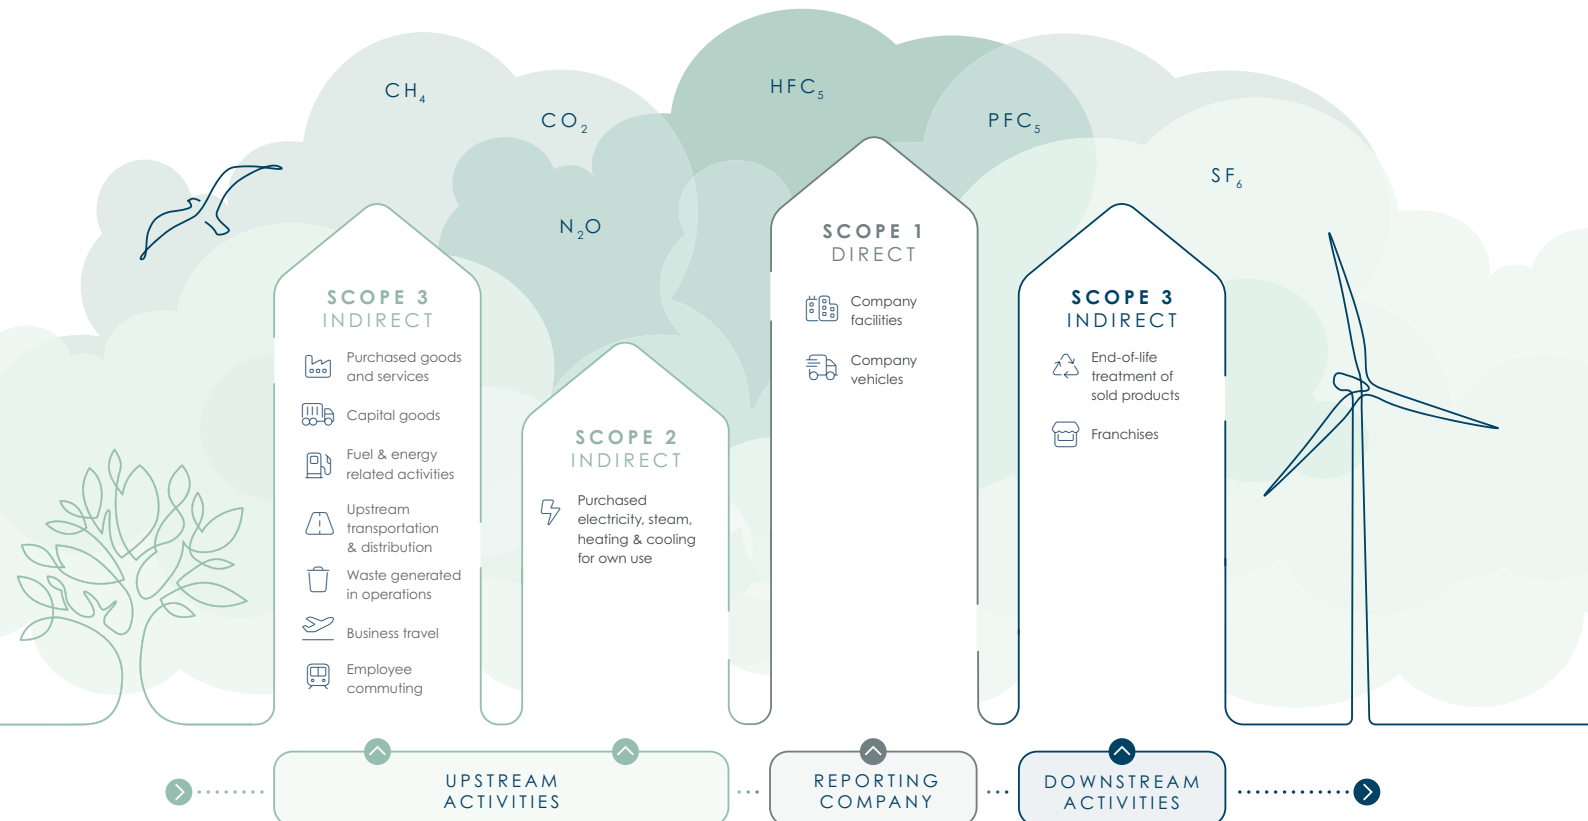 CH₄
CO₂
HFC₅
PFC₅
SF₆
N₂O
SCOPE 3
INDIRECT
Purchased goods
and services
Capital goods
Fuel & energy
related activities
Upstream
transportation
& distribution
Waste generated
in operations
Business travel
Employee
commuting
SCOPE 2
INDIRECT
Purchased
electricity, steam,
heating & cooling
for own use
SCOPE 1
DIRECT
Company
facilities
Company
vehicles
SCOPE 3
INDIRECT
End-of-life
treatment of
sold products
Franchises
UPSTREAM
ACTIVITIES
REPORTING
COMPANY
DOWNSTREAM
ACTIVITIES